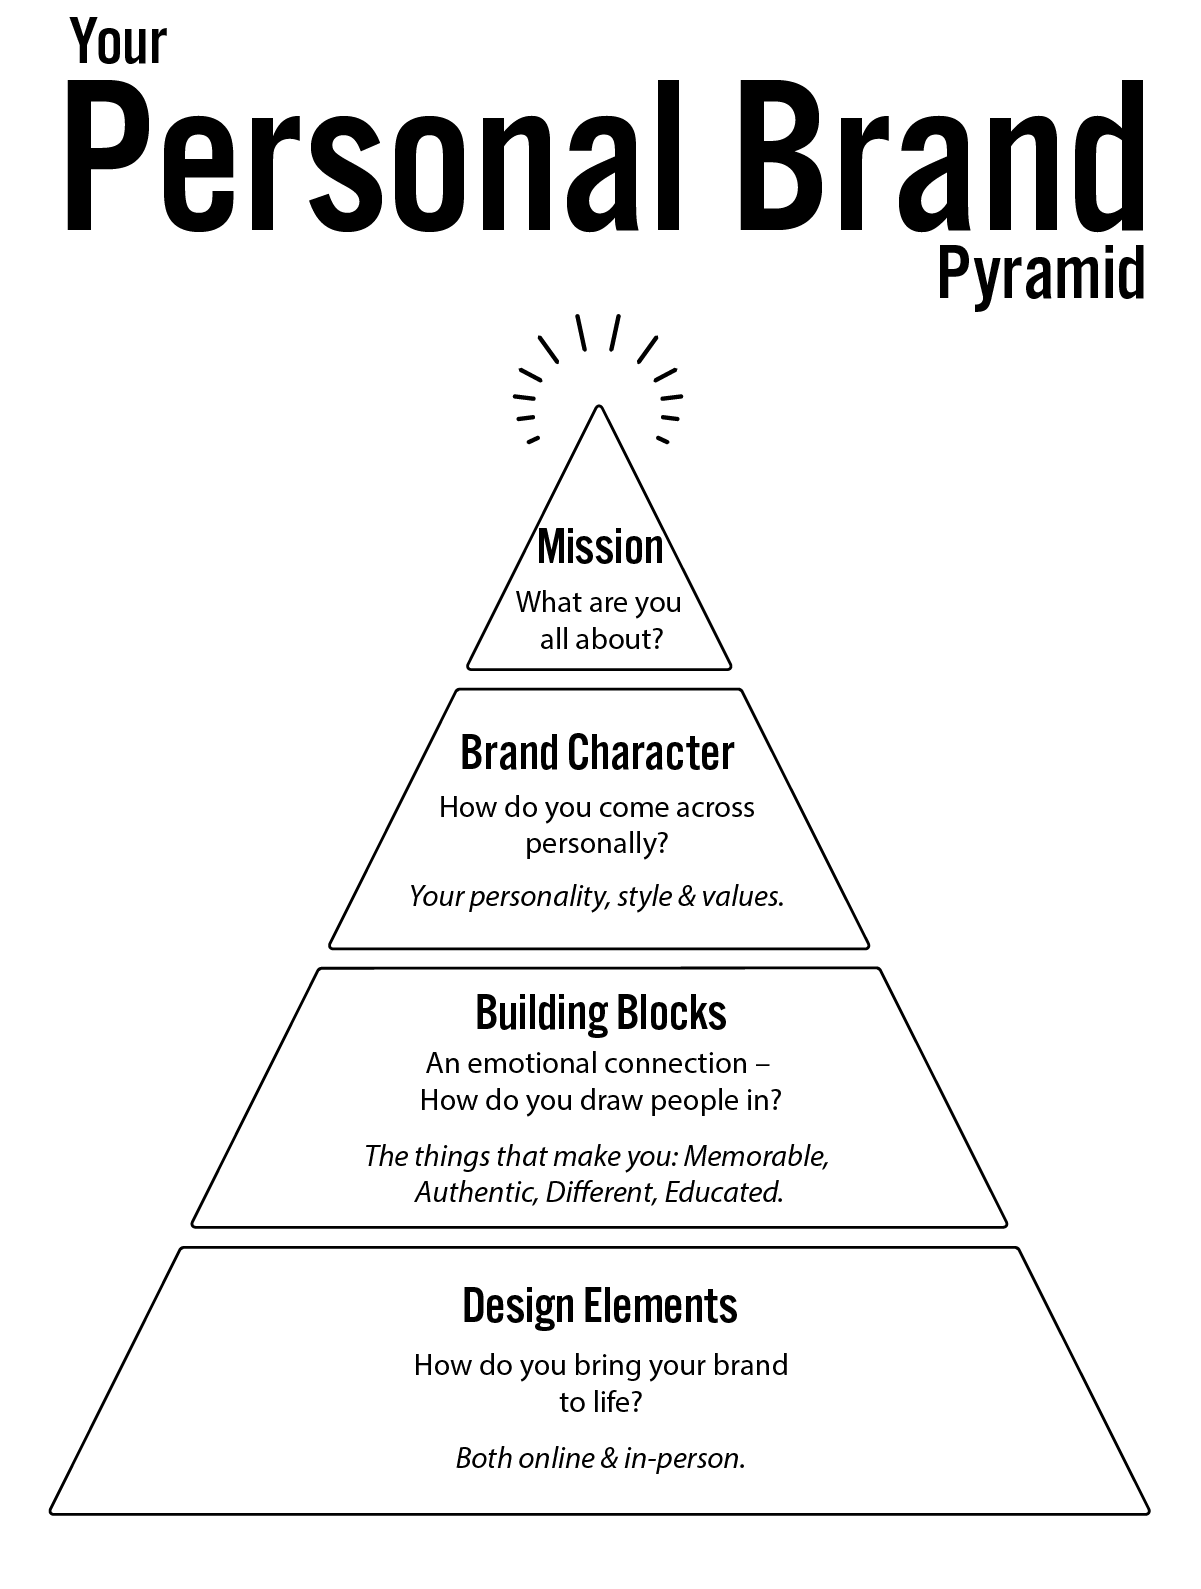 Your
Personal Brand
Pyramid
Mission
What are you
all about?
Brand Character
How do you come across
personally?
Your personality, style & values.
Building Blocks
An emotional connection –
How do you draw people in?
The things that make you: Memorable,
Authentic, Different, Educated.
Design Elements
How do you bring your brand
to life?
Both online & in-person.